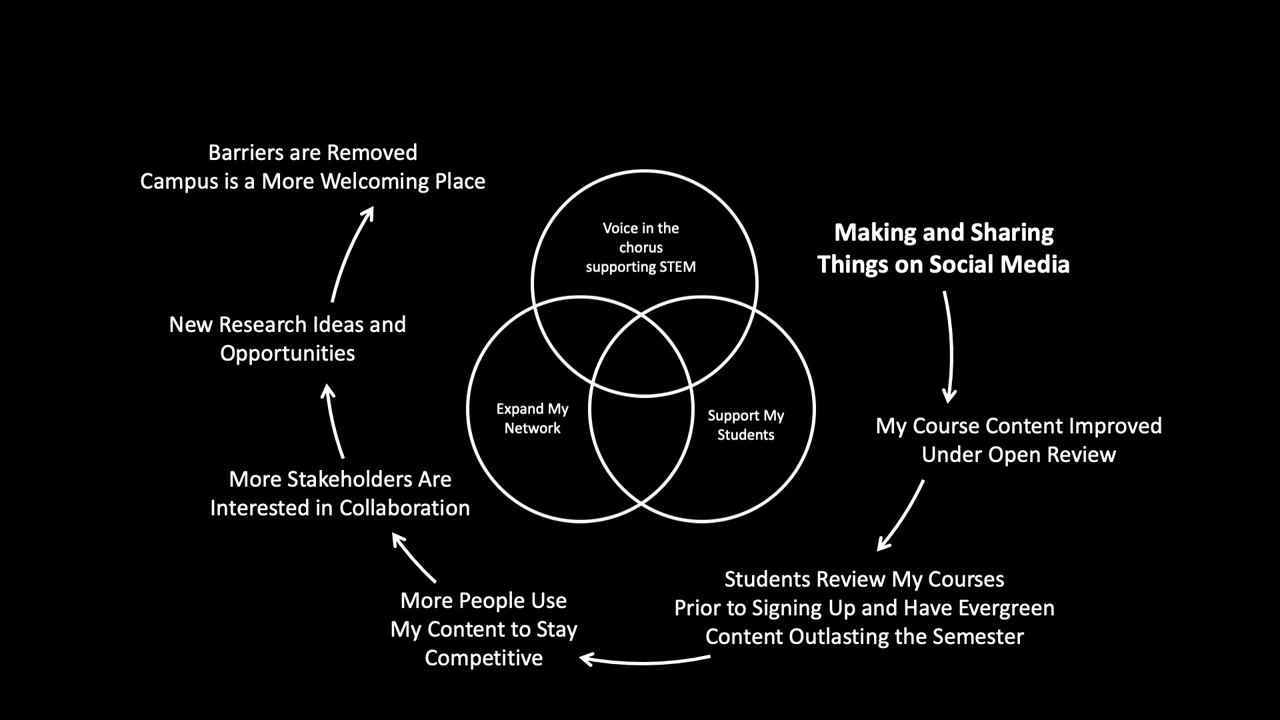 Barriers are Removed
Campus is a More Welcoming Place
Voice in the
chorus
supporting STEM
Making and Sharing
Things on Social Media
New Research Ideas and
Opportunities
Expand My
Network
Support My
Students
My Course Content Improved
Under Open Review
More Stakeholders Are
Interested in Collaboration
Students Review My Courses
Prior to Signing Up and Have Evergreen
Content Outlasting the Semester
More People Use
My Content to Stay
Competitive